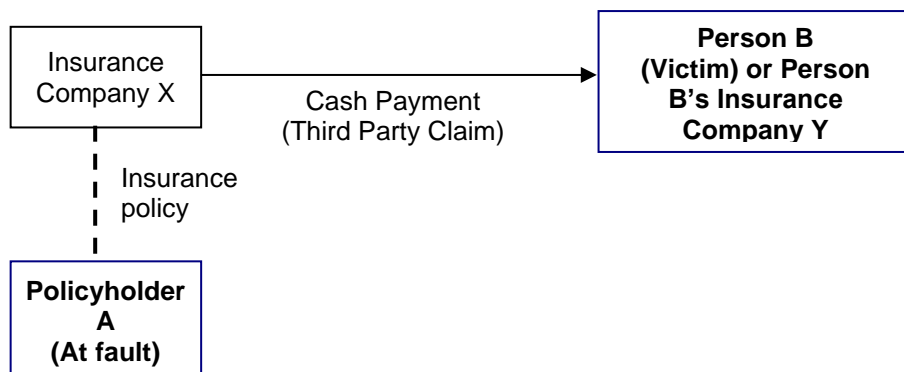 Insurance
Company X
Cash Payment
(Third Party Claim)
Person B
(Victim) or Person
B's Insurance
Company Y
Insurance
policy
Policyholder
A
(At fault)